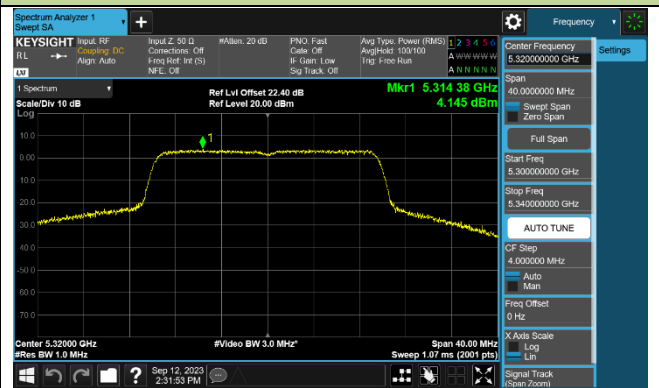 Spectrum Analyzer 1
Swept SA
Frequency
KEYSIGHT
RL
LXI
Input: RF
Coupling: DC
Align: Auto
Input Z: 50 Ω
Corrections: Off
Freq Ref: Int (S)
NFE: Off
#Atten: 20 dB
PNO: Fast
Gate: Off
IF Gain: Low
Sig Track: Off
Avg Type: Power (RMS)
Avg|Hold: 100/100
Trig: Free Run
1 2 3 4 5 6
A W W W W W
A N N N N N
1 Spectrum
Scale/Div 10 dB
Ref Lvl Offset 22.40 dB
Ref Level 20.00 dBm
Mkr1 5.314 38 GHz
4.145 dBm
Log
1
10.0
0.00
-10.0
-20.0
-30.0
-40.0
-50.0
-60.0
-70.0
Center 5.32000 GHz
#Res BW 1.0 MHz
#Video BW 3.0 MHz*
Span 40.00 MHz
Sweep 1.07 ms (2001 pts)
Center Frequency
5.320000000 GHz
Settings
Span
40.0000000 MHz
Swept Span
Zero Span
Full Span
Start Freq
5.300000000 GHz
Stop Freq
5.340000000 GHz
AUTO TUNE
CF Step
4.000000 MHz
Auto
Man
Freq Offset
0 Hz
X Axis Scale
Log
Lin
Signal Track
(Span Zoom)
?
Sep 12, 2023
2:31:53 PM